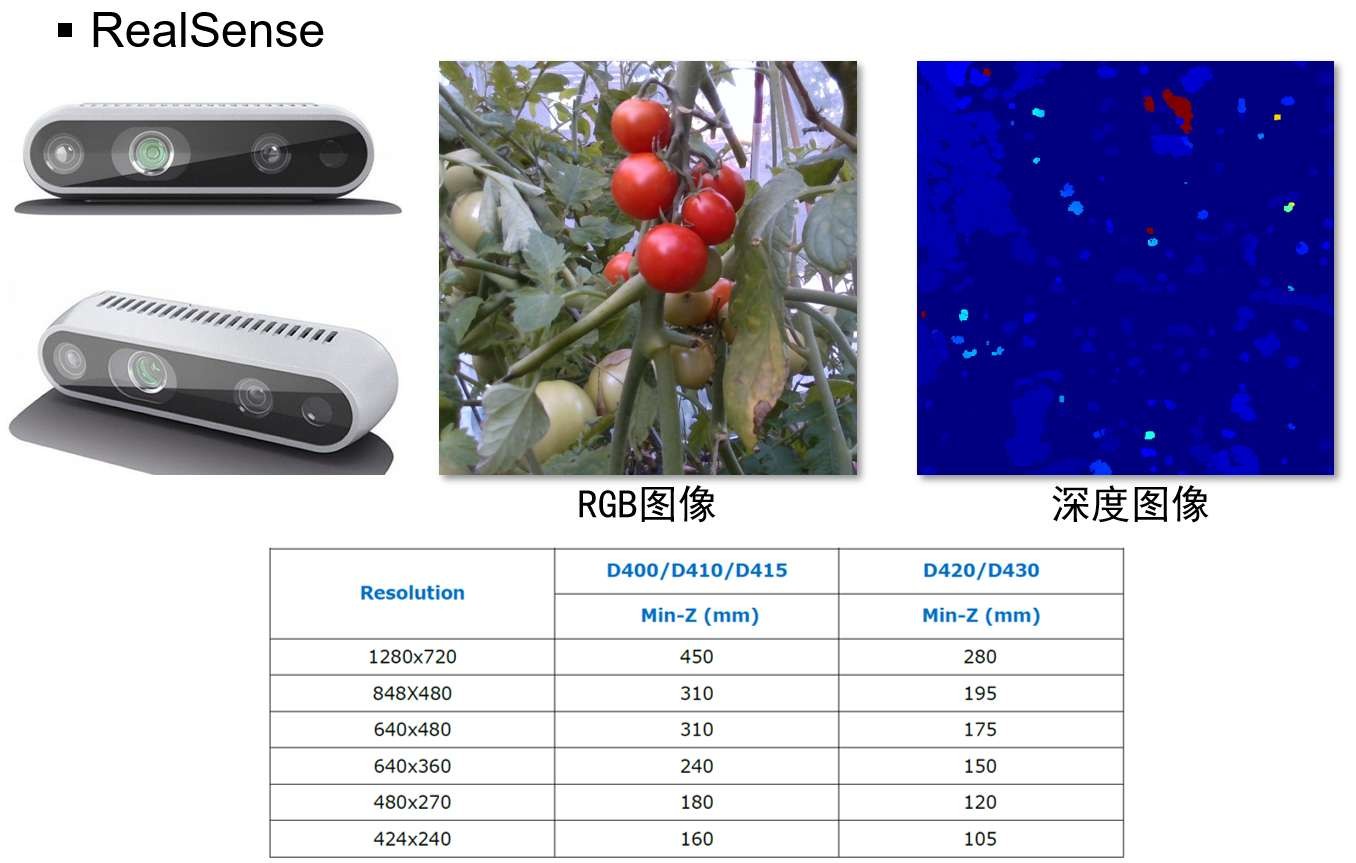 ▪ RealSense
RGB图像
深度图像
Resolution D400/D410/D415 D420/D430
Min-Z (mm) Min-Z (mm)
1280x720 450 280
848X480 310 195
640x480 310 175
640x360 240 150
480x270 180 120
424x240 160 105